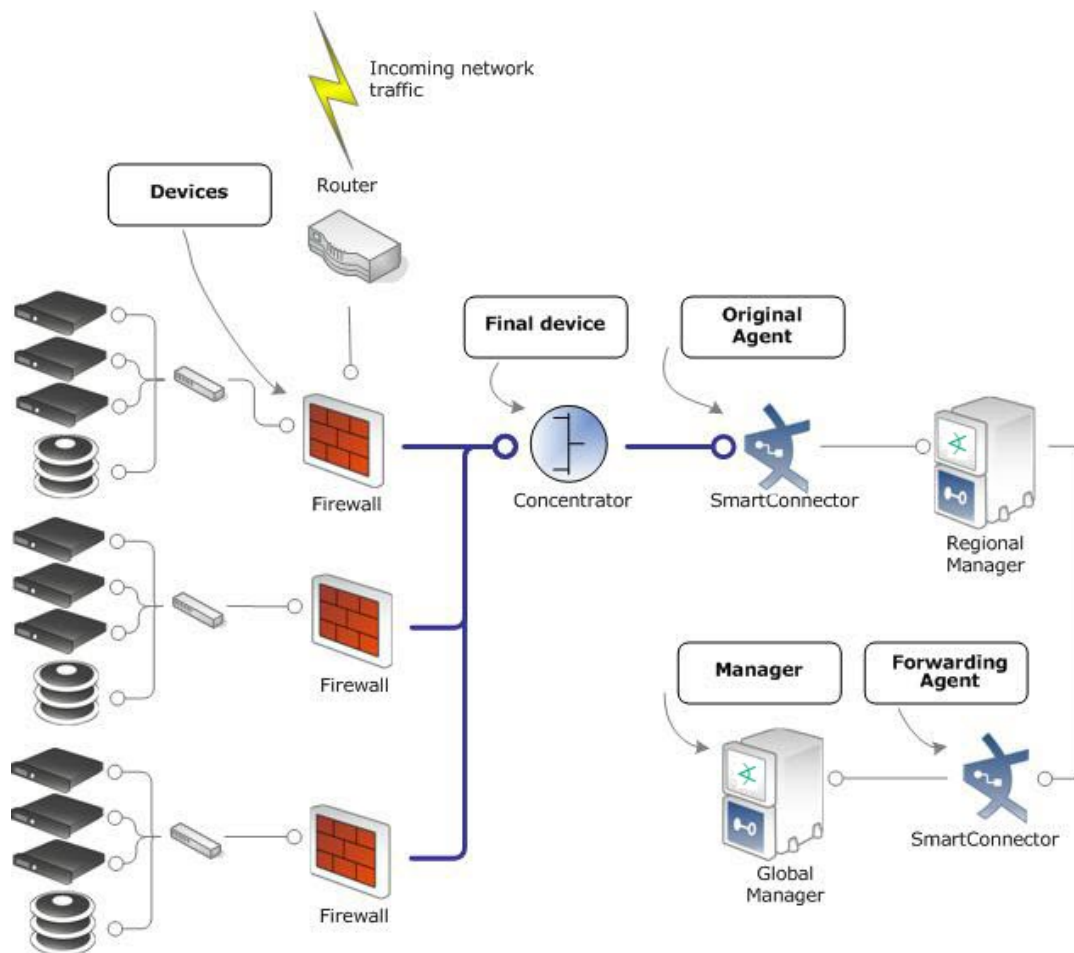 Incoming network
traffic
Devices
Router
Final device
Original
Agent
Firewall
Concentrator
SmartConnector
Regional
Manager
Firewall
Manager
Forwarding
Agent
SmartConnector
Global
Manager
Firewall